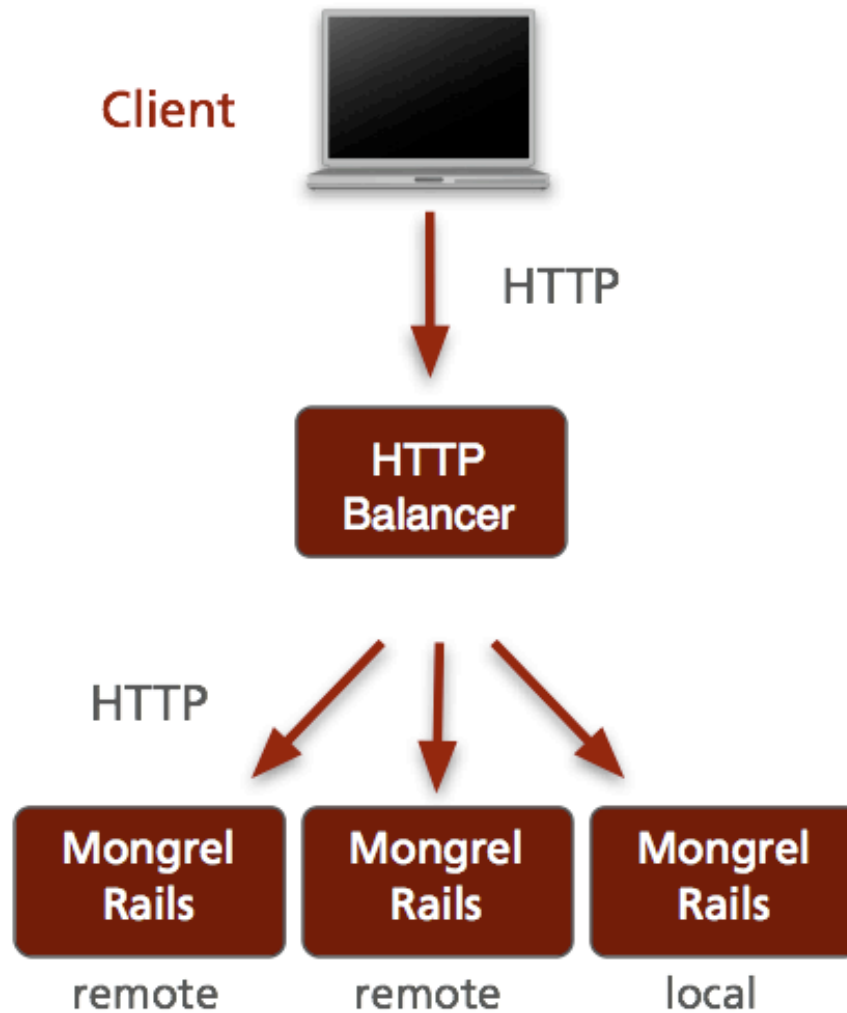 Client
HTTP
HTTP
Balancer
HTTP
Mongrel
Rails
Mongrel
Rails
Mongrel
Rails
remote
remote
local